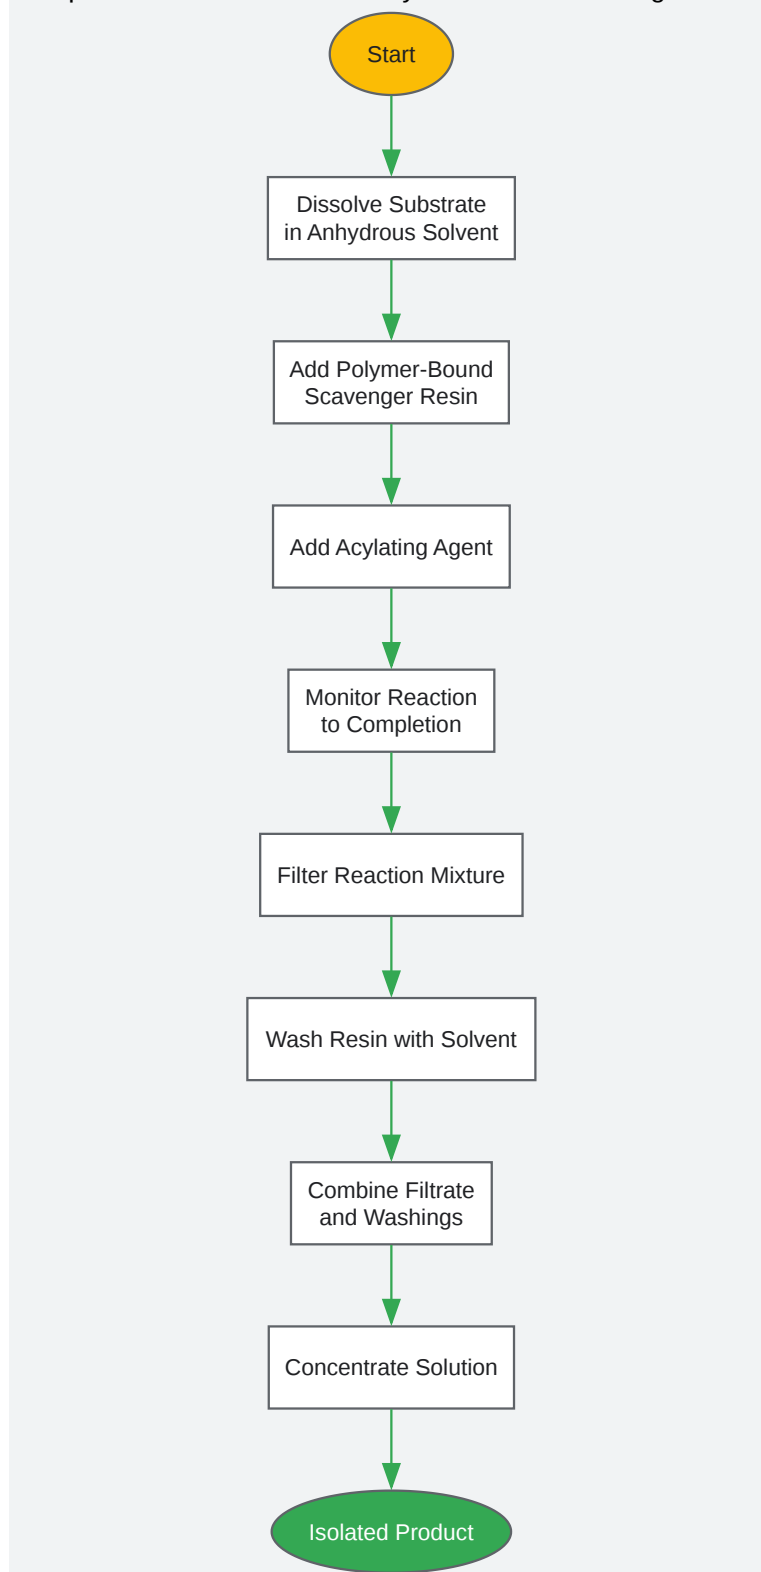 Start
Dissolve Substrate
in Anhydrous Solvent
Add Polymer-Bound
Scavenger Resin
Add Acylating Agent
Monitor Reaction
to Completion
Filter Reaction Mixture
Wash Resin with Solvent
Combine Filtrate
and Washings
Concentrate Solution
Isolated Product